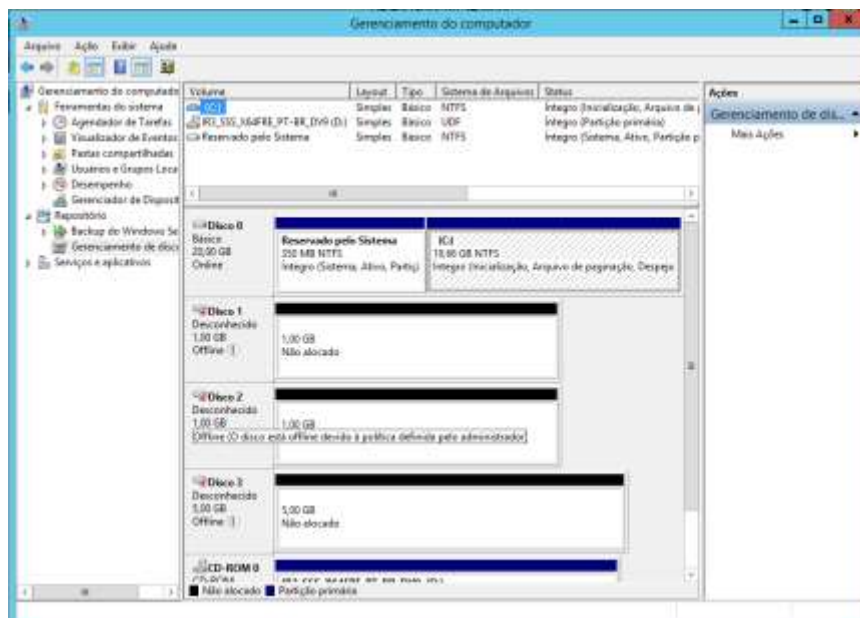 Gerenciamento do computador
Arquivo Ação Exibir Ajuda
Gerenciamento do computado
Ferramentas do sistema
Agendador de Tarefas
Visualizador de Eventos
Pastas compartilhadas
Usuários e Grupos Loca
Desempenho
Gerenciador de Disposit
Repositório
Backup do Windows Se
Gerenciamento de disco
Serviços e aplicativos
Volume Layout Tipo Sistema de Arquivos Status
(C:) Simples Básico NTFS Íntegro (Inicialização, Arquivo de
IR3_SSS_X64FRE_PT-BR_DV9 (D:) Simples Básico UDF Íntegro (Partição primária)
Reservado pelo Sistema Simples Básico NTFS Íntegro (Sistema, Ativo, Partição p
Ações
Gerenciamento de dis...
Mais Ações
Disco 0
Básico
Online
Reservado pelo Sistema
350 MB NTFS
Íntegro (Sistema, Ativo, Partiç
(C:)
19,66 GB NTFS
Íntegro (Inicialização, Arquivo de paginação, Despejo
Disco 1
Desconhecido
1,00 GB
Offline
1,00 GB
Não alocado
Disco 2
Desconhecido
1,00 GB
1,00 GB
Offline (O disco está offline devido à política definida pelo administrador)
Disco 3
Desconhecido
5,00 GB
Offline
5,00 GB
Não alocado
CD-ROM 0
CD-ROM
Não alocado Partição primária